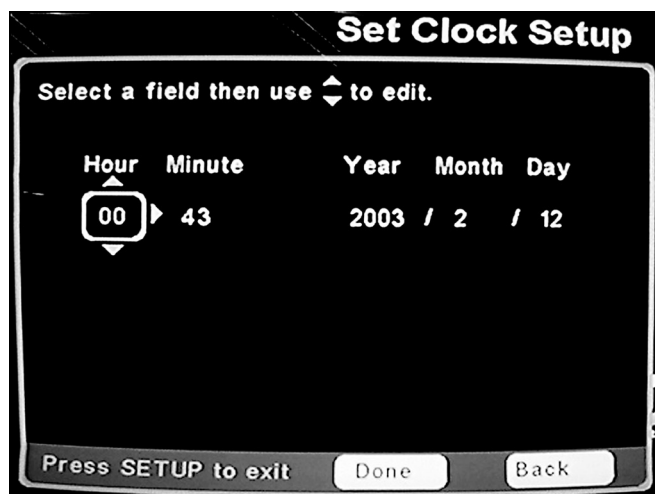 Set Clock Setup
Select a field then use to edit.
Hour Minute Year Month Day
00 43 2003 / 2 / 12
Press SETUP to exit Done Back